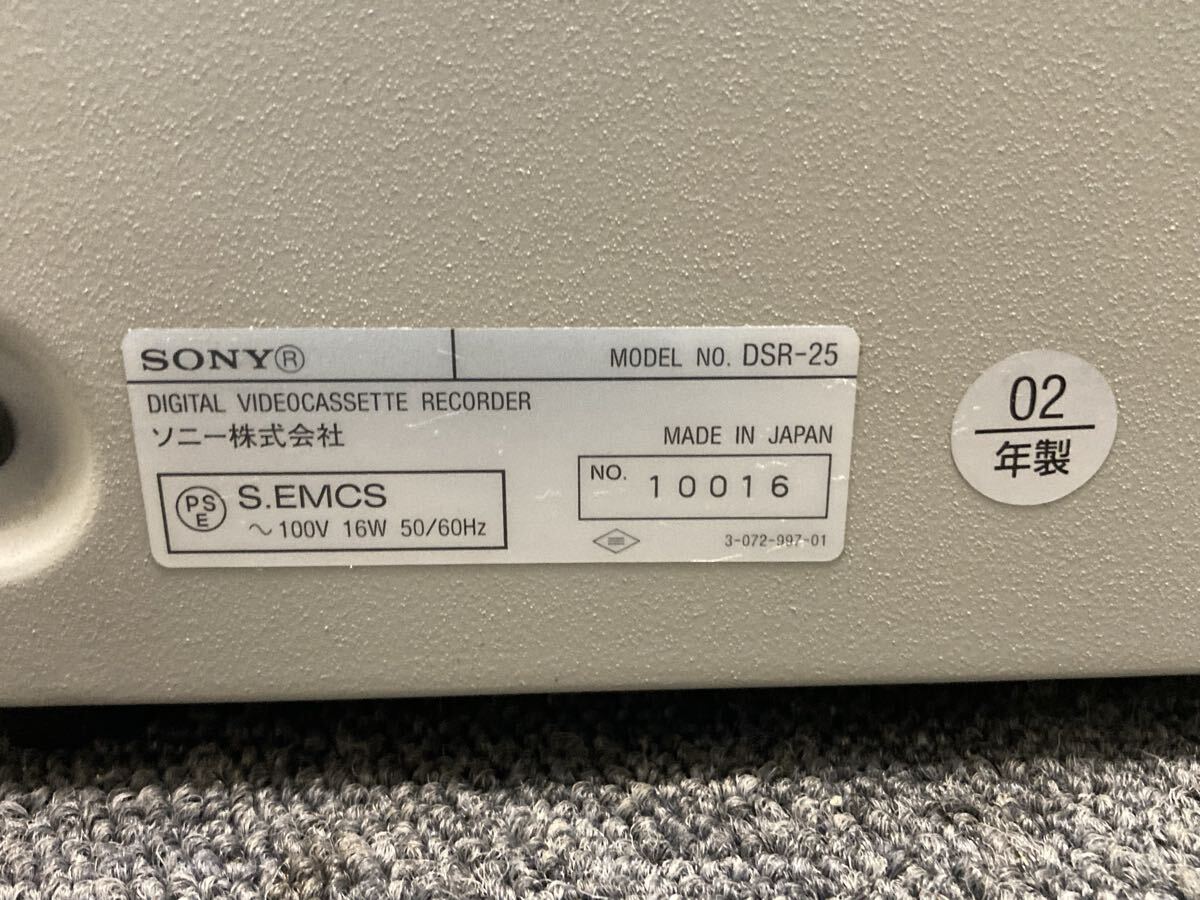 SONY®
MODEL NO. DSR-25
DIGITAL VIDEOCASSETTE RECORDER
ソニー株式会社
MADE IN JAPAN
PS
E
S.EMCS
～100V 16W 50/60Hz
NO. 10016
3-072-997-01
02
年製